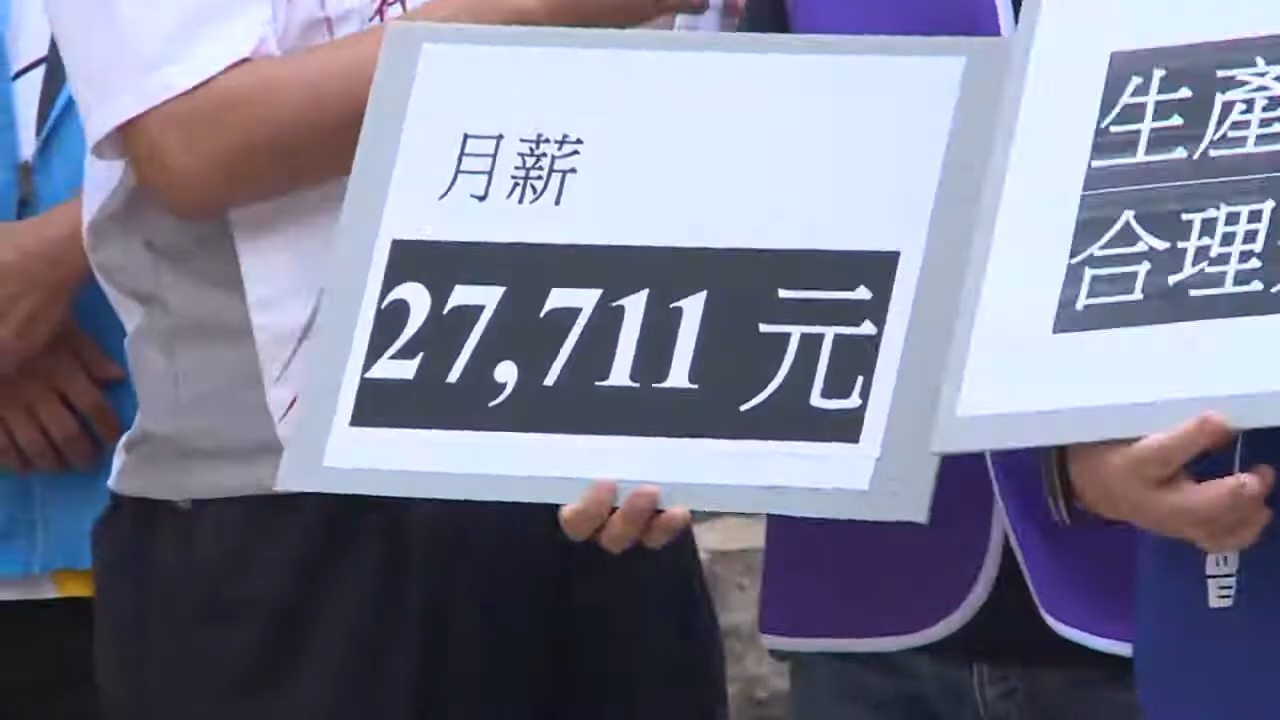 月薪
27,711 元
生產
合理